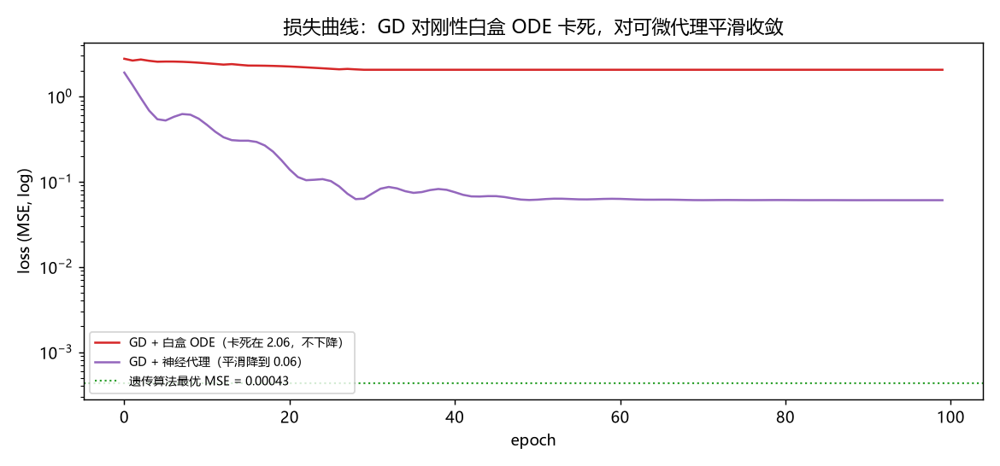 损失曲线：GD 对刚性白盒 ODE 卡死，对可微代理平滑收敛
loss (MSE, log)
10⁰
10⁻¹
10⁻²
10⁻³
GD + 白盒 ODE（卡死在 2.06，不下降）
GD + 神经代理（平滑降到 0.06）
遗传算法最优 MSE = 0.00043
0 20 40 60 80 100
epoch